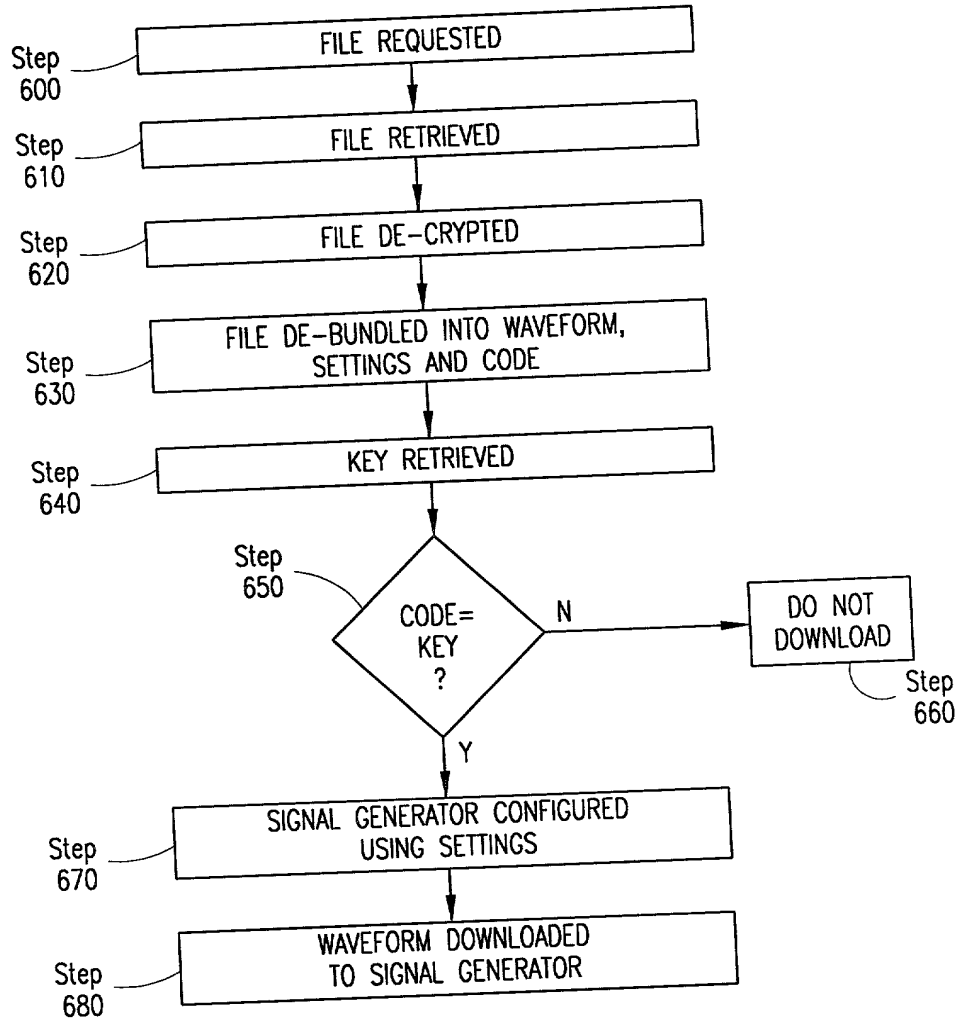 FILE REQUESTED
Step
600
FILE RETRIEVED
Step
610
FILE DE-CRYPTED
Step
620
FILE DE-BUNDLED INTO WAVEFORM,
SETTINGS AND CODE
Step
630
KEY RETRIEVED
Step
640
Step
650
CODE=
KEY
?
N
DO NOT
DOWNLOAD
Step
660
Y
SIGNAL GENERATOR CONFIGURED
USING SETTINGS
Step
670
WAVEFORM DOWNLOADED
TO SIGNAL GENERATOR
Step
680